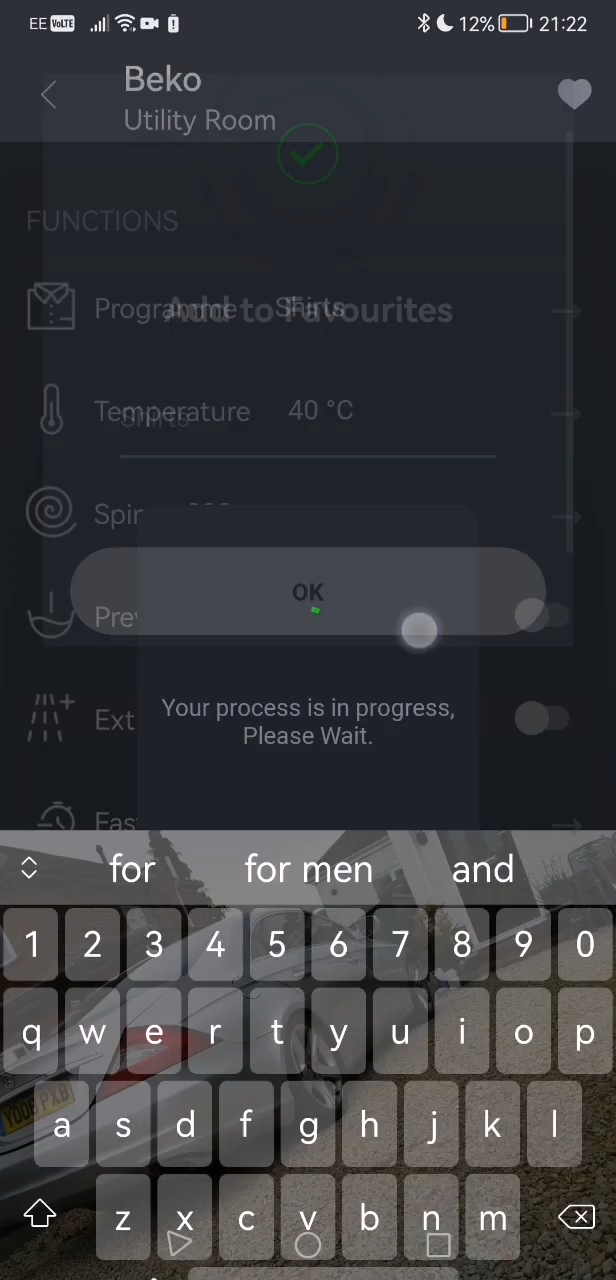 EE VoLTE 12% 21:22
Beko
Utility Room
FUNCTIONS
Programme Shirts
Add to Favourites
Temperature 40 °C
Shirts
Spin
OK
Pre
Your process is in progress,
Please Wait.
Ext
Fas
for for men and
1 2 3 4 5 6 7 8 9 0
q w e r t y u i o p
a s d f g h j k l
z x c v b n m